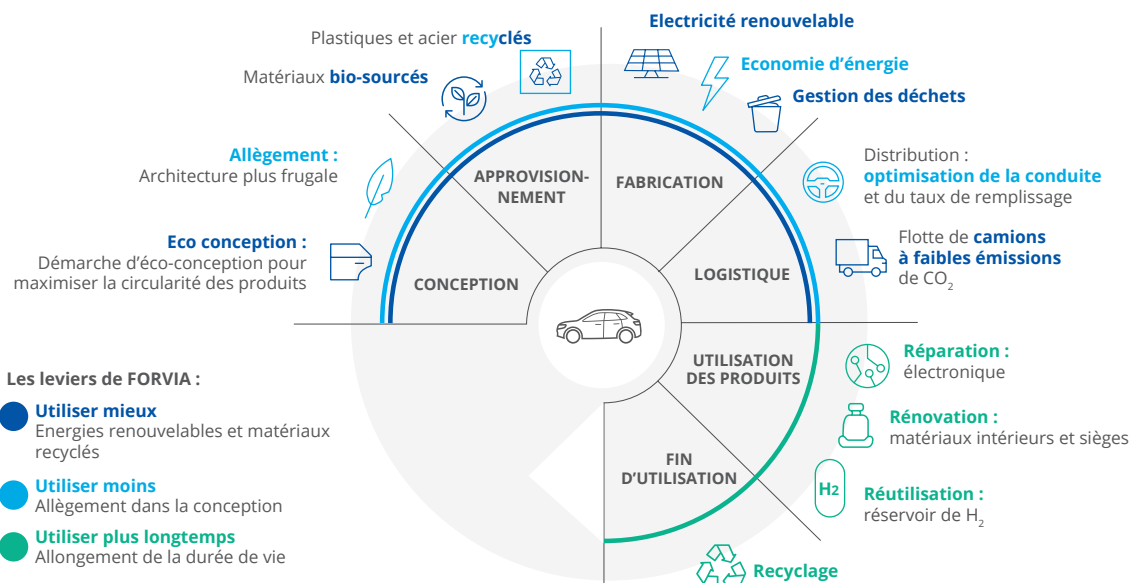 Electricité renouvelable
Plastiques et acier recyclés
Economie d'énergie
Matériaux bio-sourcés
Gestion des déchets
Allègement :
Architecture plus frugale
Distribution :
optimisation de la conduite
et du taux de remplissage
APPROVISION-
NEMENT
FABRICATION
Eco conception :
Démarche d'éco-conception pour
maximiser la circularité des produits
Flotte de camions
à faibles émissions
de CO₂
CONCEPTION
LOGISTIQUE
UTILISATION
DES PRODUITS
Réparation :
électronique
Les leviers de FORVIA :
Utiliser mieux
Energies renouvelables et matériaux
recyclés
Rénovation :
matériaux intérieurs et sièges
FIN
D'UTILISATION
Utiliser moins
Allègement dans la conception
H2
Réutilisation :
réservoir de H₂
Utiliser plus longtemps
Allongement de la durée de vie
Recyclage